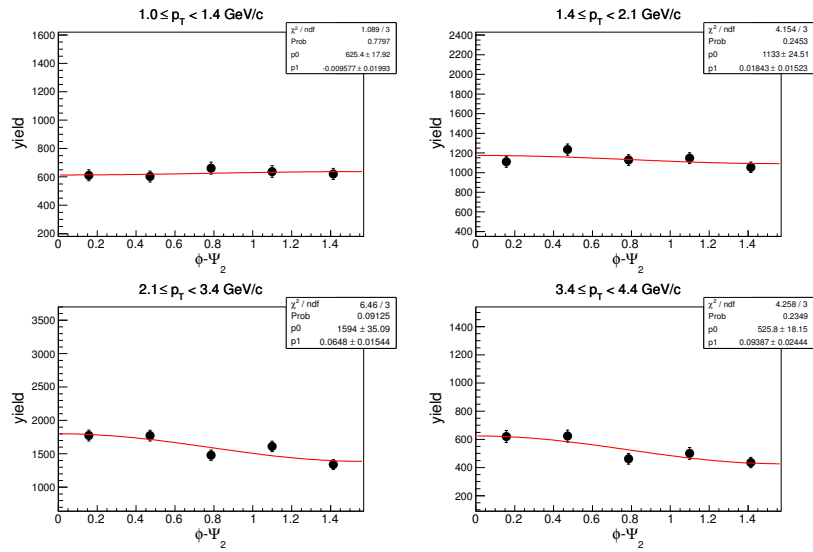 1.0 ≤ p_T < 1.4 GeV/c
χ² / ndf 1.089 / 3
Prob 0.7797
p0 625.4 ± 17.92
p1 -0.009577 ± 0.01993
yield
1600
1400
1200
1000
800
600
400
200
0 0.2 0.4 0.6 0.8 1 1.2 1.4
ϕ-Ψ₂
1.4 ≤ p_T < 2.1 GeV/c
χ² / ndf 4.154 / 3
Prob 0.2453
p0 1133 ± 24.51
p1 0.01843 ± 0.01523
yield
2400
2200
2000
1800
1600
1400
1200
1000
800
600
400
0 0.2 0.4 0.6 0.8 1 1.2 1.4
ϕ-Ψ₂
2.1 ≤ p_T < 3.4 GeV/c
χ² / ndf 6.46 / 3
Prob 0.09125
p0 1594 ± 35.09
p1 0.0648 ± 0.01544
yield
3500
3000
2500
2000
1500
1000
0 0.2 0.4 0.6 0.8 1 1.2 1.4
ϕ-Ψ₂
3.4 ≤ p_T < 4.4 GeV/c
χ² / ndf 4.258 / 3
Prob 0.2349
p0 525.8 ± 18.15
p1 0.09387 ± 0.02444
yield
1400
1200
1000
800
600
400
200
0 0.2 0.4 0.6 0.8 1 1.2 1.4
ϕ-Ψ₂